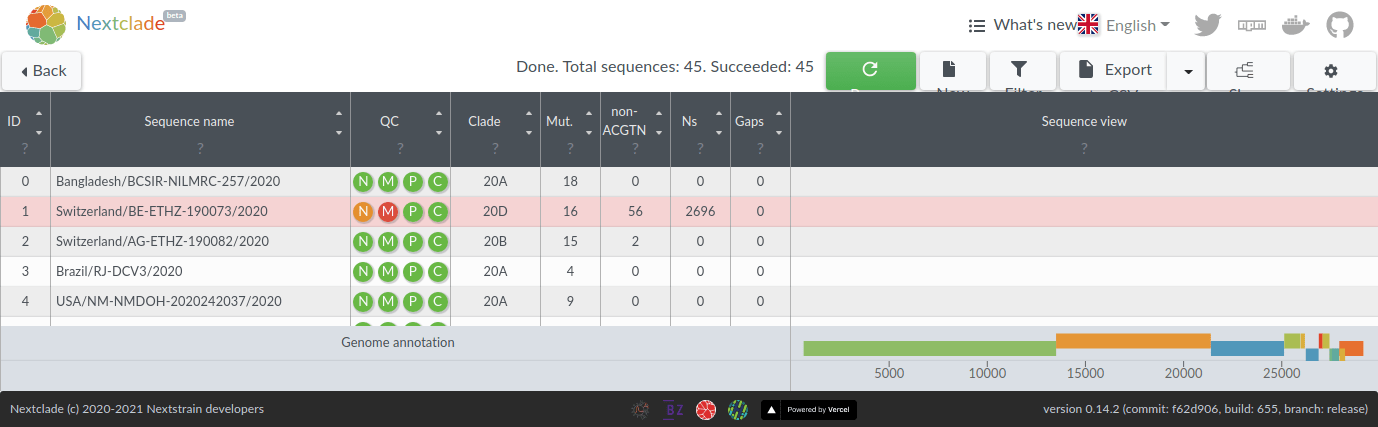 Nextclade beta
What's new English
Back
Done. Total sequences: 45. Succeeded: 45
Export
ID Sequence name QC Clade Mut. non-ACGTN Ns Gaps Sequence view
? ? ? ? ? ? ? ? ?
0 Bangladesh/BCSIR-NILMRC-257/2020 N M P C 20A 18 0 0 0
1 Switzerland/BE-ETHZ-190073/2020 N M P C 20D 16 56 2696 0
2 Switzerland/AG-ETHZ-190082/2020 N M P C 20B 15 2 0 0
3 Brazil/RJ-DCV3/2020 N M P C 20A 4 0 0 0
4 USA/NM-NMDOH-2020242037/2020 N M P C 20A 9 0 0 0
Genome annotation
5000 10000 15000 20000 25000
Nextclade (c) 2020-2021 Nextstrain developers BZ Powered by Vercel version 0.14.2 (commit: f62d906, build: 655, branch: release)